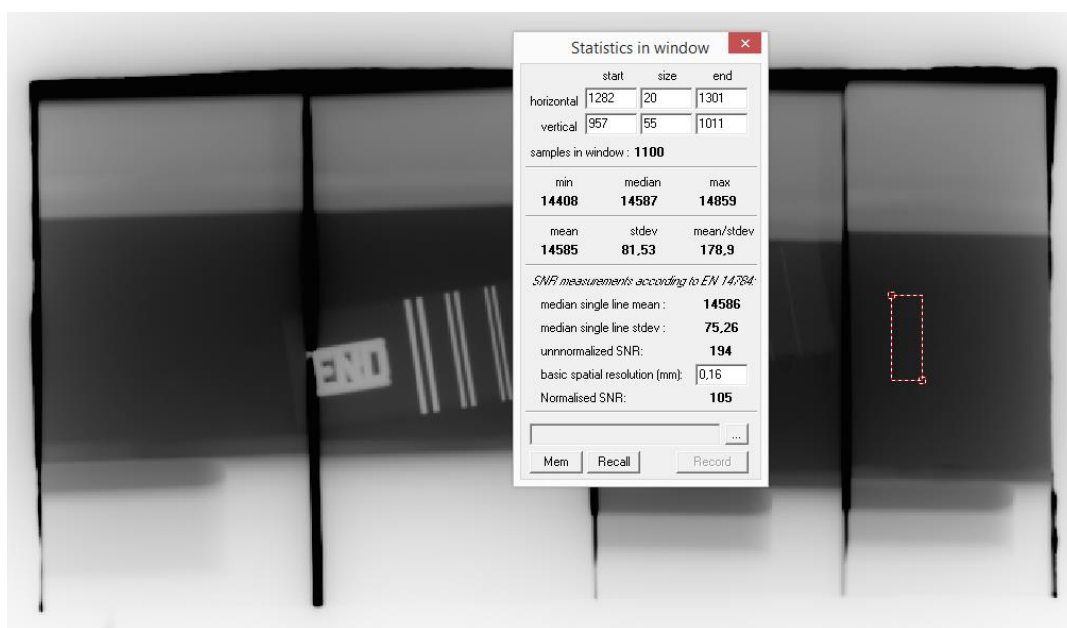 Statistics in window
start size end
horizontal 1282 20 1301
vertical 957 55 1011
samples in window : 1100
min median max
14408 14587 14859
mean stdev mean/stdev
14585 81,53 178,9
SNR measurements according to EN 14784:
median single line mean : 14586
median single line stdev : 75,26
unnnormalized SNR: 194
basic spatial resolution (mm): 0,16
Normalised SNR: 105
...
Mem Recall Record
END